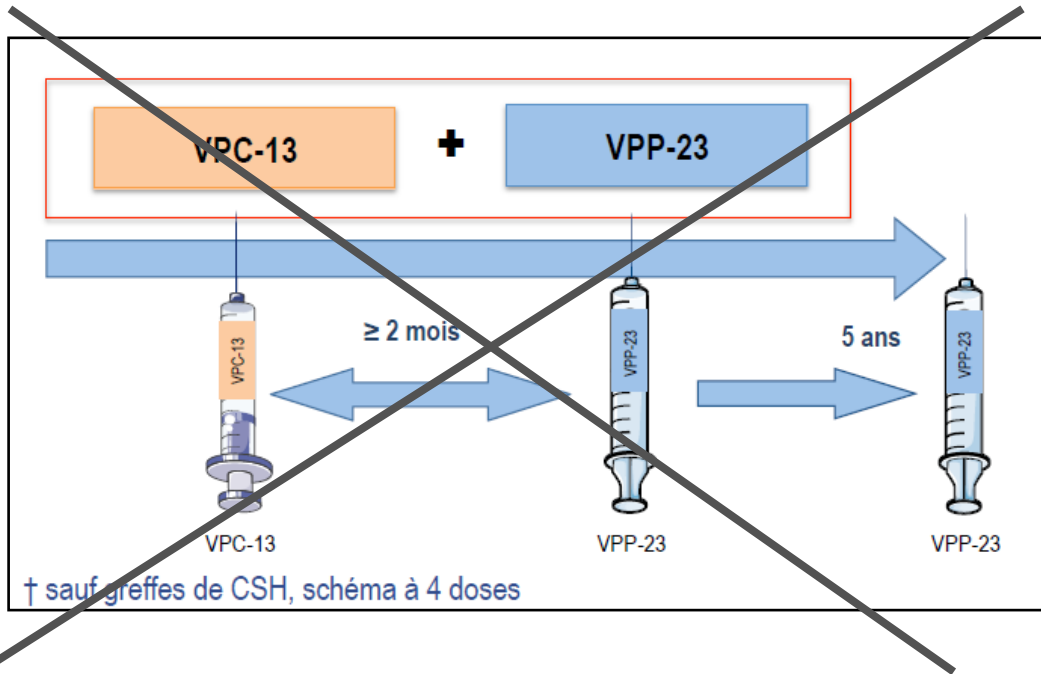 VPC-13 + VPP-23
≥ 2 mois
5 ans
VPC-13
VPP-23
VPP-23
VPC-13
VPP-23
VPP-23
† sauf greffes de CSH, schéma à 4 doses